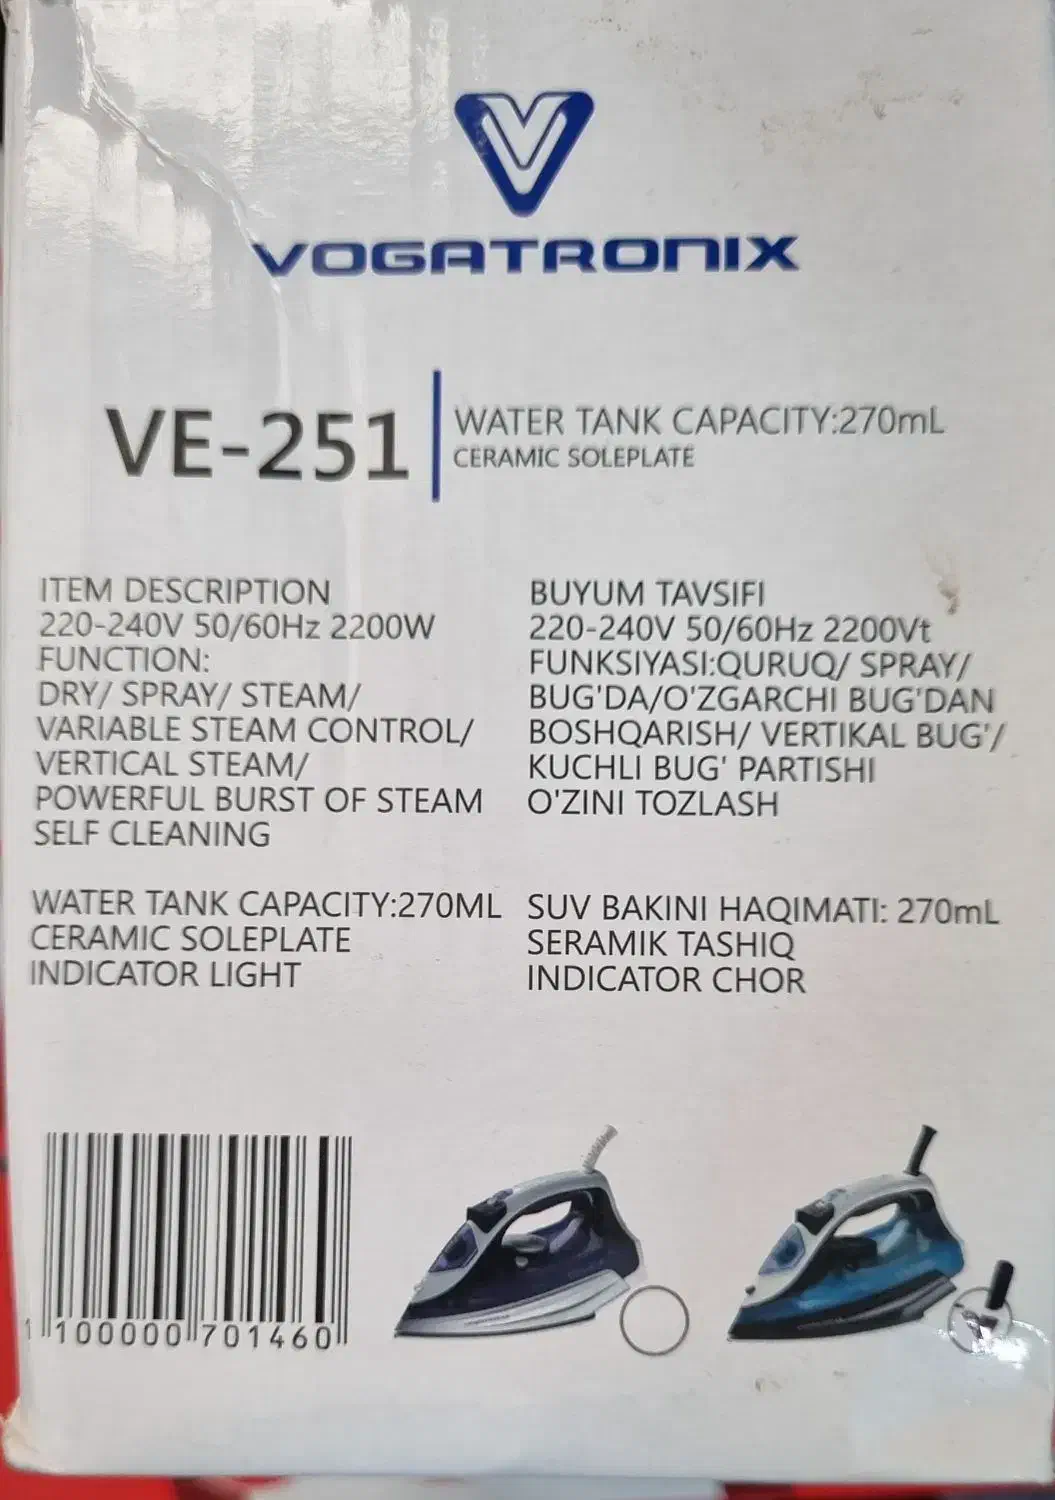 VOGATRONIX
VE-251
WATER TANK CAPACITY:270mL
CERAMIC SOLEPLATE
ITEM DESCRIPTION
220-240V 50/60Hz 2200W
FUNCTION:
DRY/ SPRAY/ STEAM/
VARIABLE STEAM CONTROL/
VERTICAL STEAM/
POWERFUL BURST OF STEAM
SELF CLEANING
WATER TANK CAPACITY:270ML
CERAMIC SOLEPLATE
INDICATOR LIGHT
BUYUM TAVSIFI
220-240V 50/60Hz 2200Vt
FUNKSIYASI:QURUQ/ SPRAY/
BUG'DA/O'ZGARCHI BUG'DAN
BOSHQARISH/ VERTIKAL BUG'/
KUCHLI BUG' PARTISHI
O'ZINI TOZLASH
SUV BAKINI HAQIMATI: 270mL
SERAMIK TASHIQ
INDICATOR CHOR
1 100000 701460